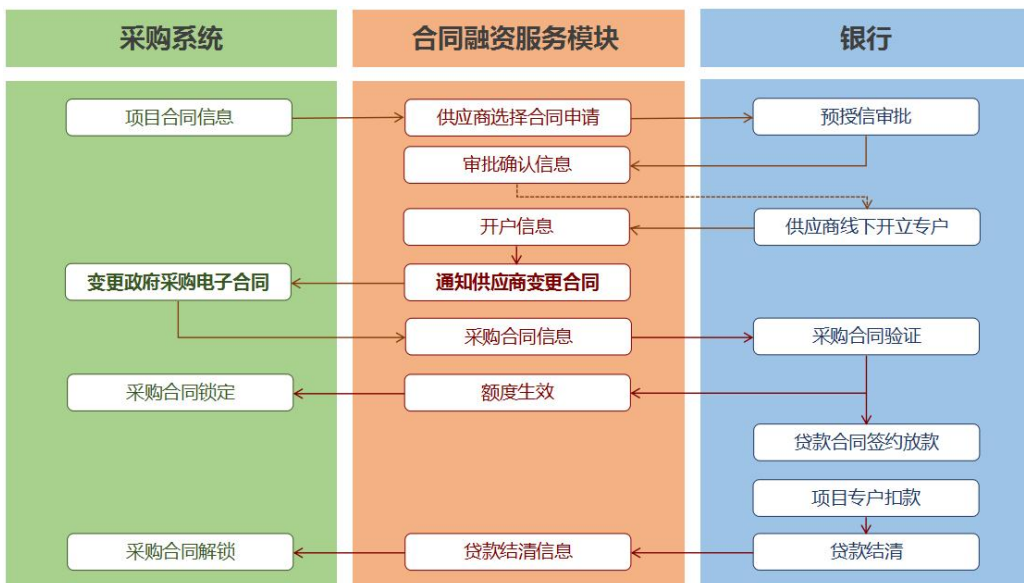 采购系统
合同融资服务模块
银行
项目合同信息
供应商选择合同申请
预授信审批
审批确认信息
开户信息
供应商线下开立专户
变更政府采购电子合同
通知供应商变更合同
采购合同信息
采购合同验证
采购合同锁定
额度生效
贷款合同签约放款
项目专户扣款
采购合同解锁
贷款结清信息
贷款结清